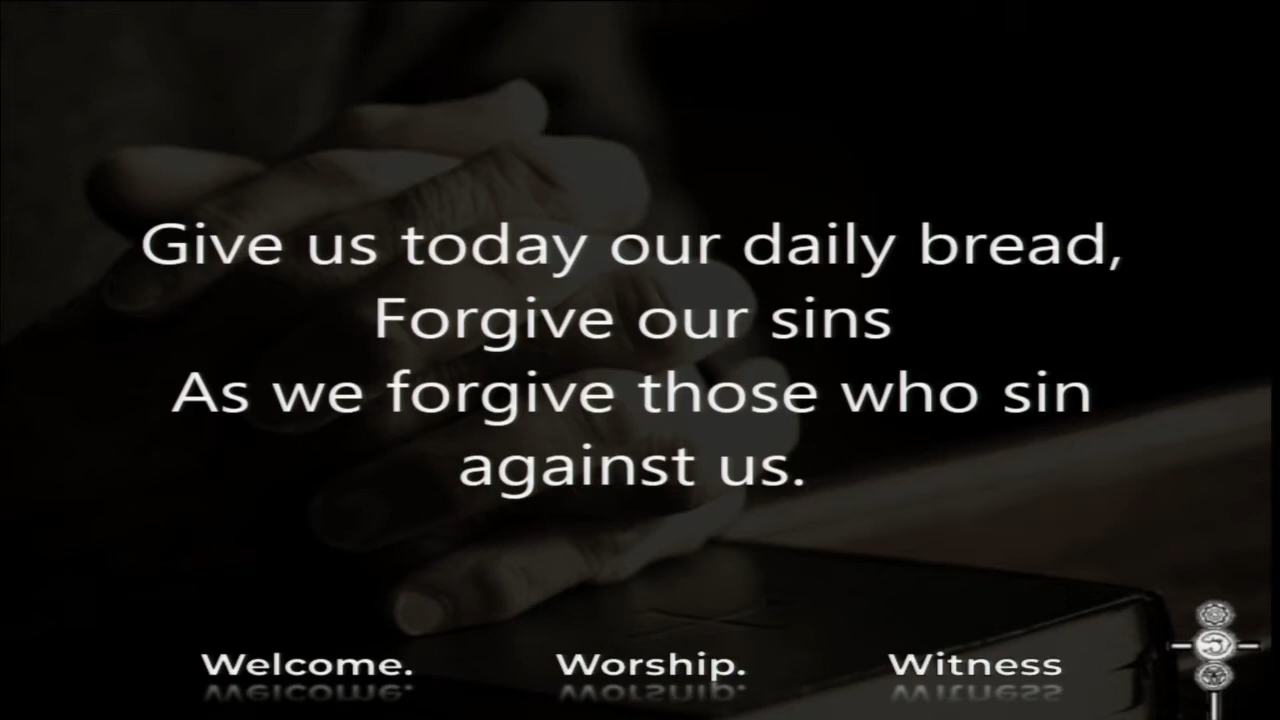 Give us today our daily bread,
Forgive our sins
As we forgive those who sin
against us.
Welcome. Worship. Witness